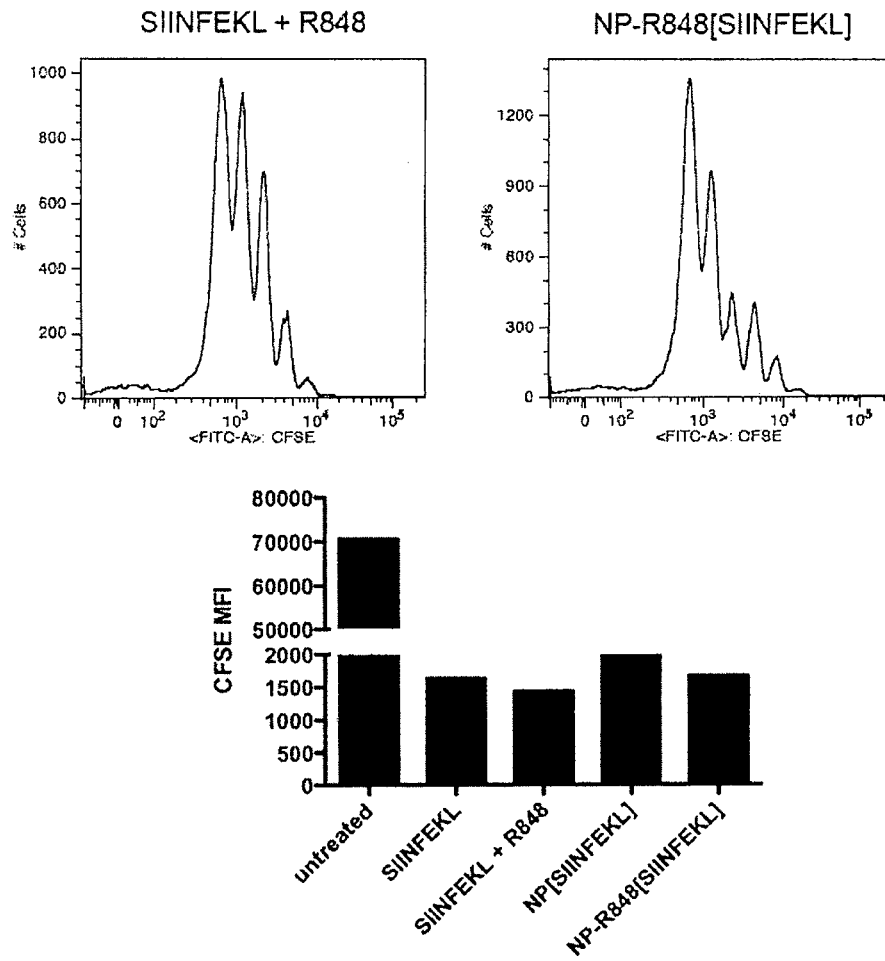 SIINFEKL + R848
NP-R848[SIINFEKL]
1000
800
600
400
200
0
# Cells
0 10² 10³ 10⁴ 10⁵
<FITC-A>: CFSE
1200
900
600
300
0
# Cells
0 10² 10³ 10⁴ 10⁵
<FITC-A>: CFSE
80000
70000
60000
50000
2000
1500
1000
500
0
CFSE MFI
untreated
SIINFEKL
SIINFEKL + R848
NP[SIINFEKL]
NP-R848[SIINFEKL]